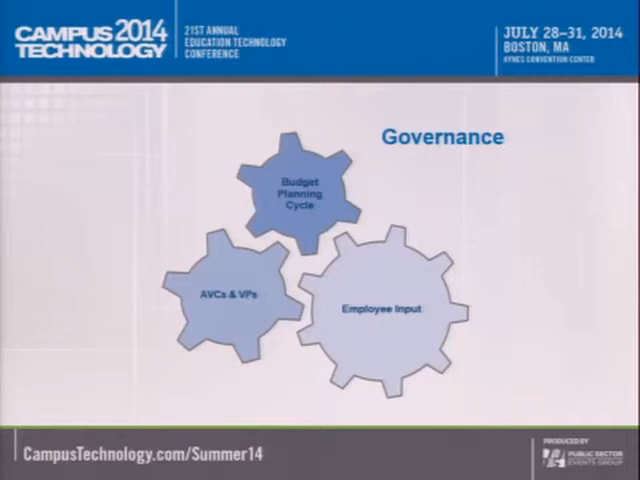 CAMPUS 2014
TECHNOLOGY
21ST ANNUAL
EDUCATION TECHNOLOGY
CONFERENCE
JULY 28–31, 2014
BOSTON, MA
HYNES CONVENTION CENTER
Governance
Budget
Planning
Cycle
AVCs & VPs
Employee Input
CampusTechnology.com/Summer14
PRODUCED BY
PUBLIC SECTOR
EVENTS GROUP